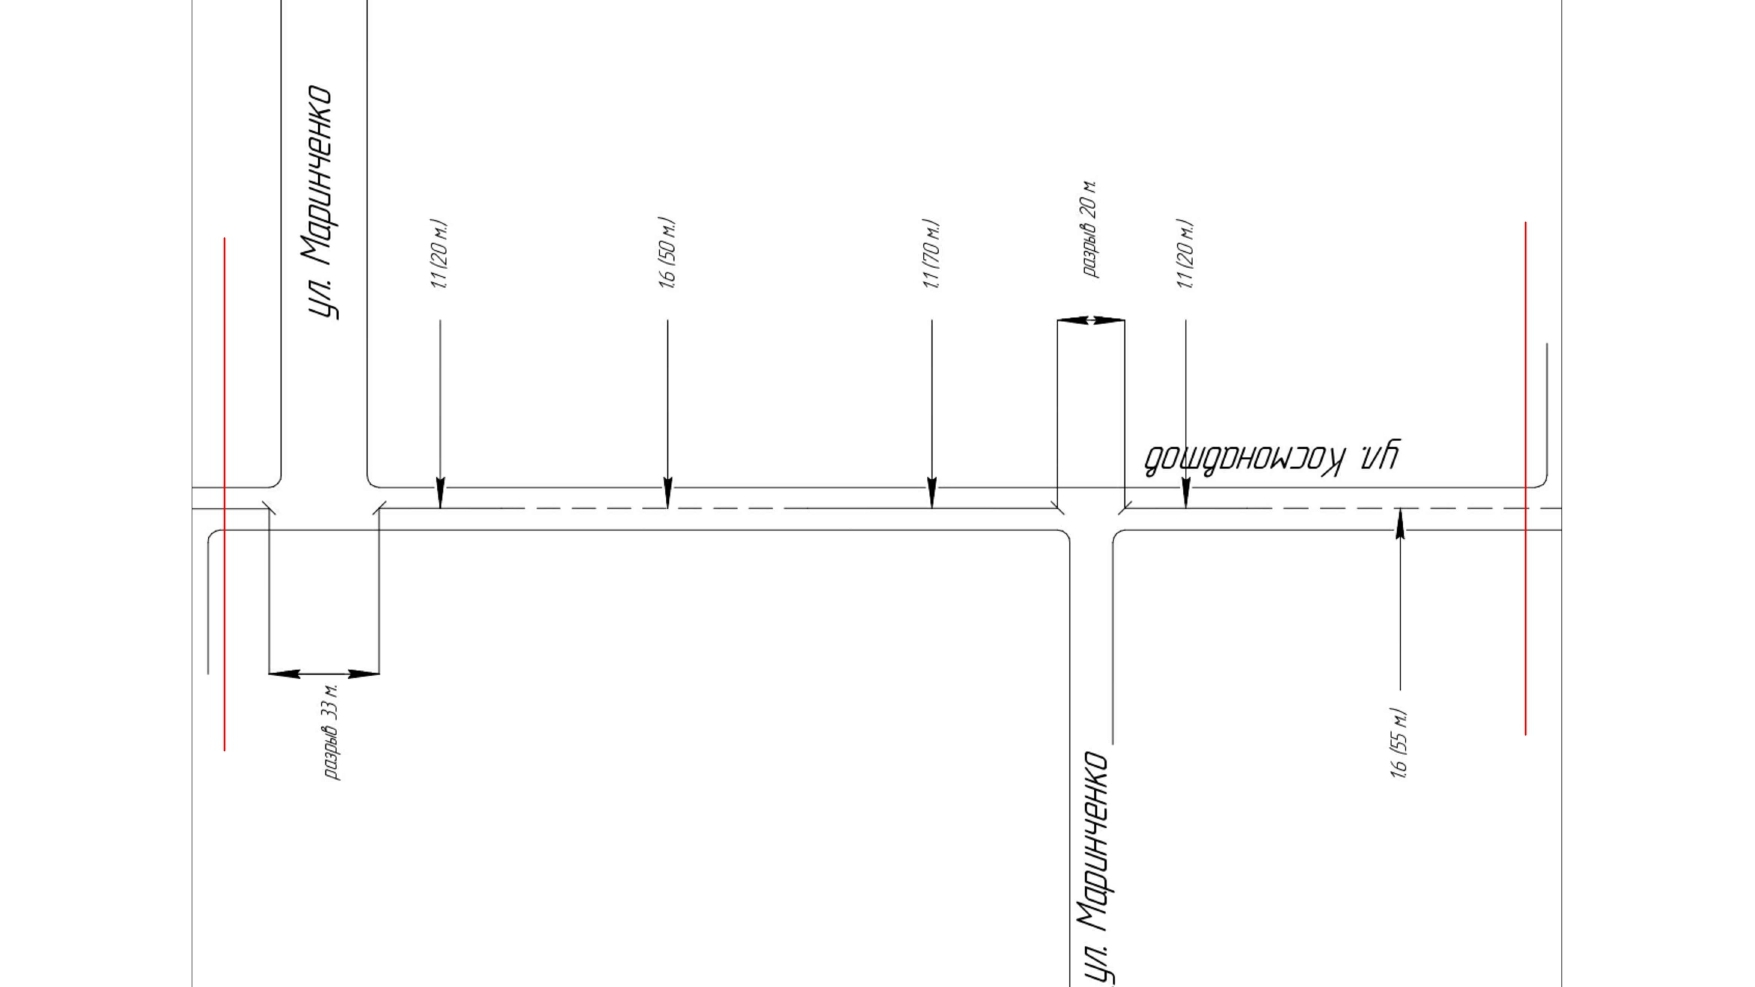 ул. Маринченко
1.1 (20 м.)
1.6 (50 м.)
1.1 (70 м.)
разрыв 20 м.
1.1 (20 м.)
ул. Космонавтов
разрыв 33 м.
1.6 (55 м.)
ул. Маринченко